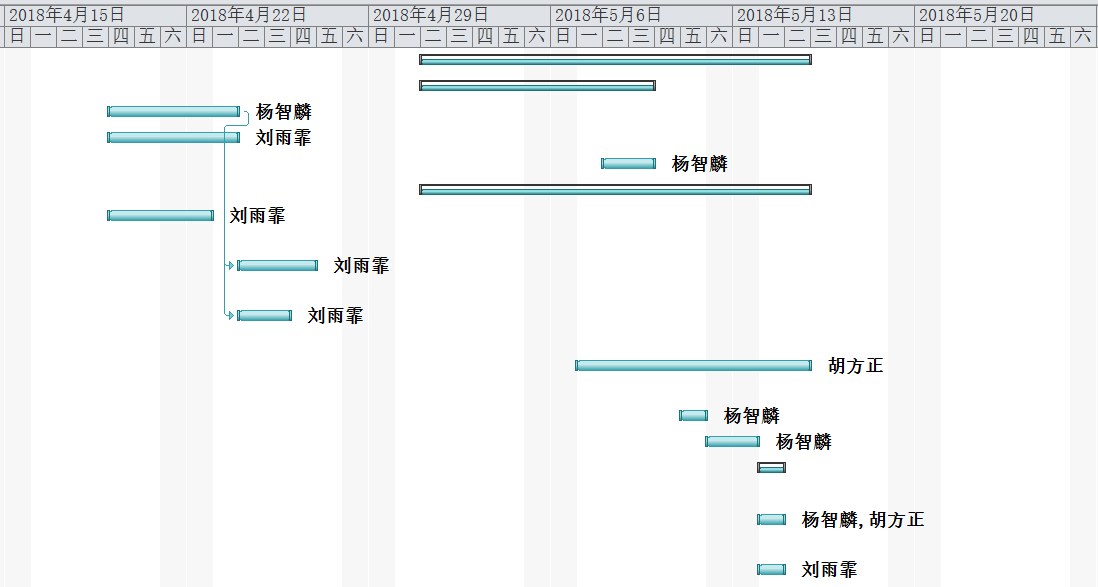 2018年4月15日 2018年4月22日 2018年4月29日 2018年5月6日 2018年5月13日 2018年5月20日
日 一 二 三 四 五 六 日 一 二 三 四 五 六 日 一 二 三 四 五 六 日 一 二 三 四 五 六 日 一 二 三 四 五 六 日 一 二 三 四 五 六
杨智麟
刘雨霏
杨智麟
刘雨霏
刘雨霏
刘雨霏
胡方正
杨智麟
杨智麟
杨智麟,胡方正
刘雨霏